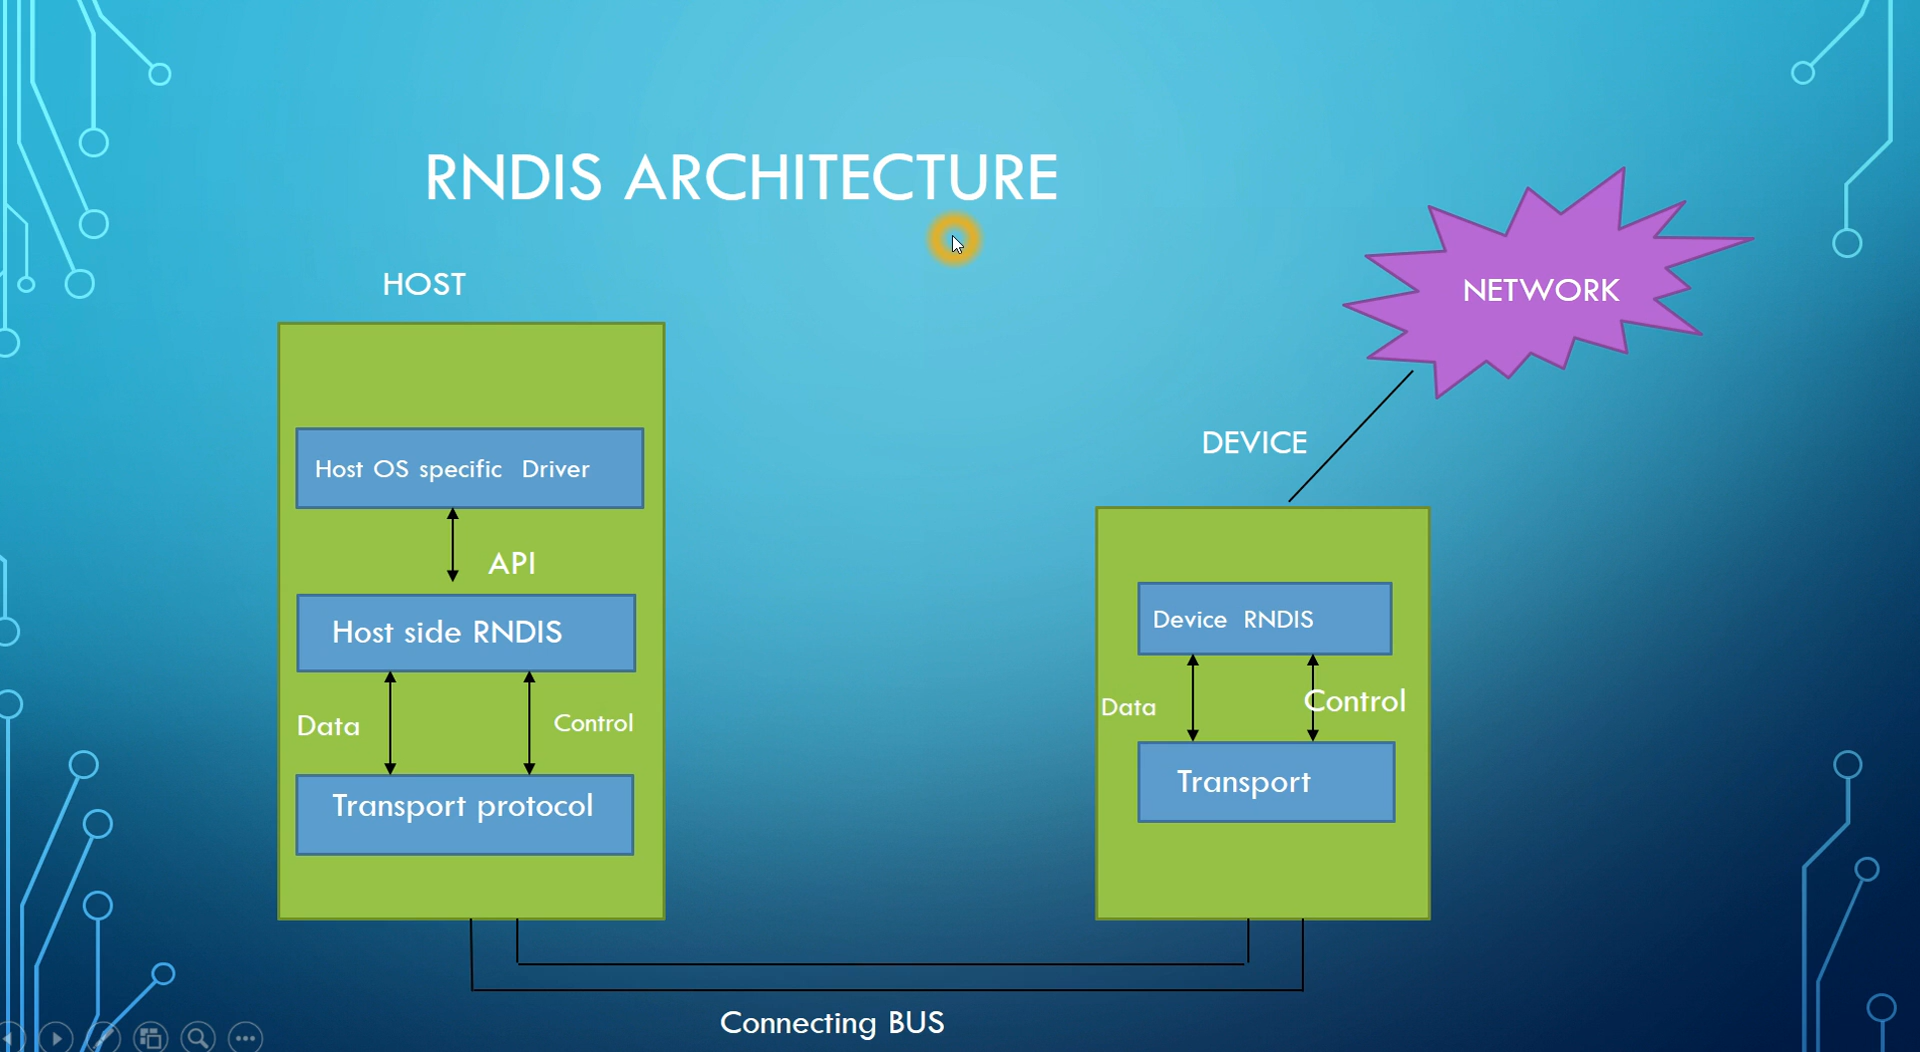 RNDIS ARCHITECTURE
HOST
NETWORK
DEVICE
Host OS specific Driver
API
Host side RNDIS
Data
Control
Transport protocol
Device RNDIS
Data
Control
Transport
Connecting BUS